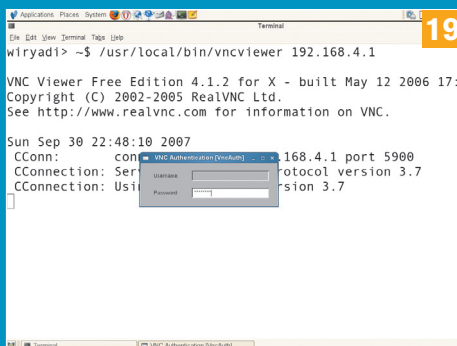 Applications Places System
19
Terminal
File Edit View Terminal Tabs Help
wiryadi> ~$ /usr/local/bin/vncviewer 192.168.4.1
VNC Viewer Free Edition 4.1.2 for X - built May 12 2006 17:
Copyright (C) 2002-2005 RealVNC Ltd.
See http://www.realvnc.com for information on VNC.
Sun Sep 30 22:48:10 2007
CConn: con .168.4.1 port 5900
CConnection: Ser rotocol version 3.7
CConnection: Usi rsion 3.7
VNC Authentication [VncAuth]
Username
Password ********
Terminal
VNC Authentication [VncAuth]